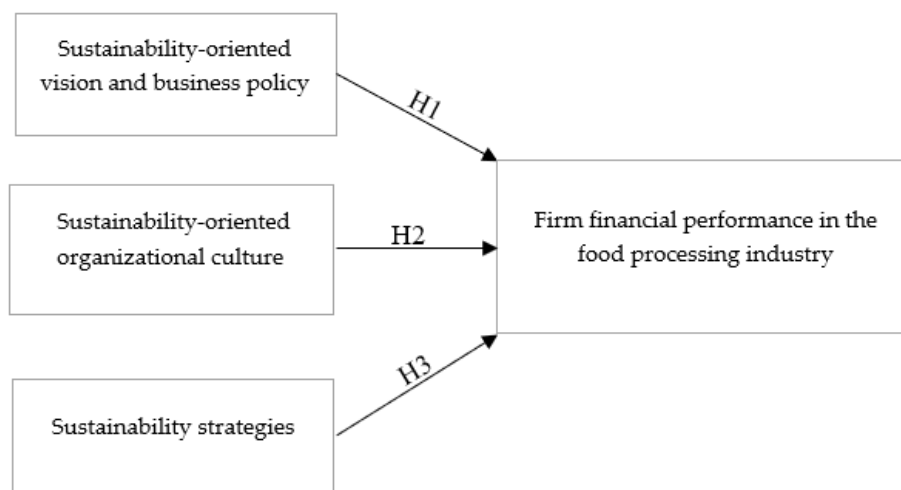 Sustainability-oriented
vision and business policy
H1
Sustainability-oriented
organizational culture
H2
Firm financial performance in the
food processing industry
H3
Sustainability strategies